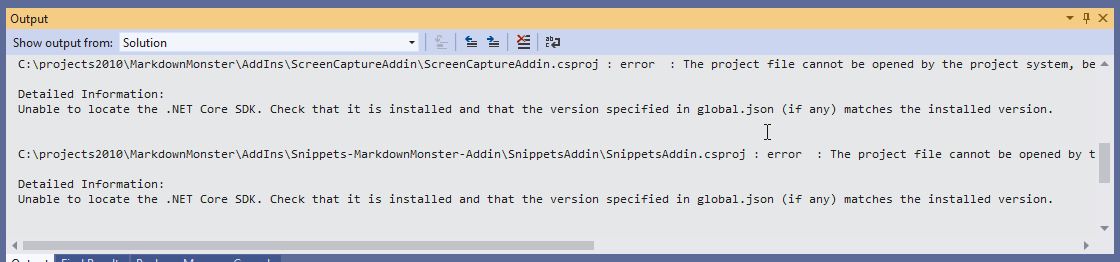 Output
Show output from: Solution
C:\projects2010\MarkdownMonster\AddIns\ScreenCaptureAddin\ScreenCaptureAddin.csproj : error  : The project file cannot be opened by the project system, be
Detailed Information:
Unable to locate the .NET Core SDK. Check that it is installed and that the version specified in global.json (if any) matches the installed version.
C:\projects2010\MarkdownMonster\AddIns\Snippets-MarkdownMonster-Addin\SnippetsAddin\SnippetsAddin.csproj : error  : The project file cannot be opened by t
Detailed Information:
Unable to locate the .NET Core SDK. Check that it is installed and that the version specified in global.json (if any) matches the installed version.
Output